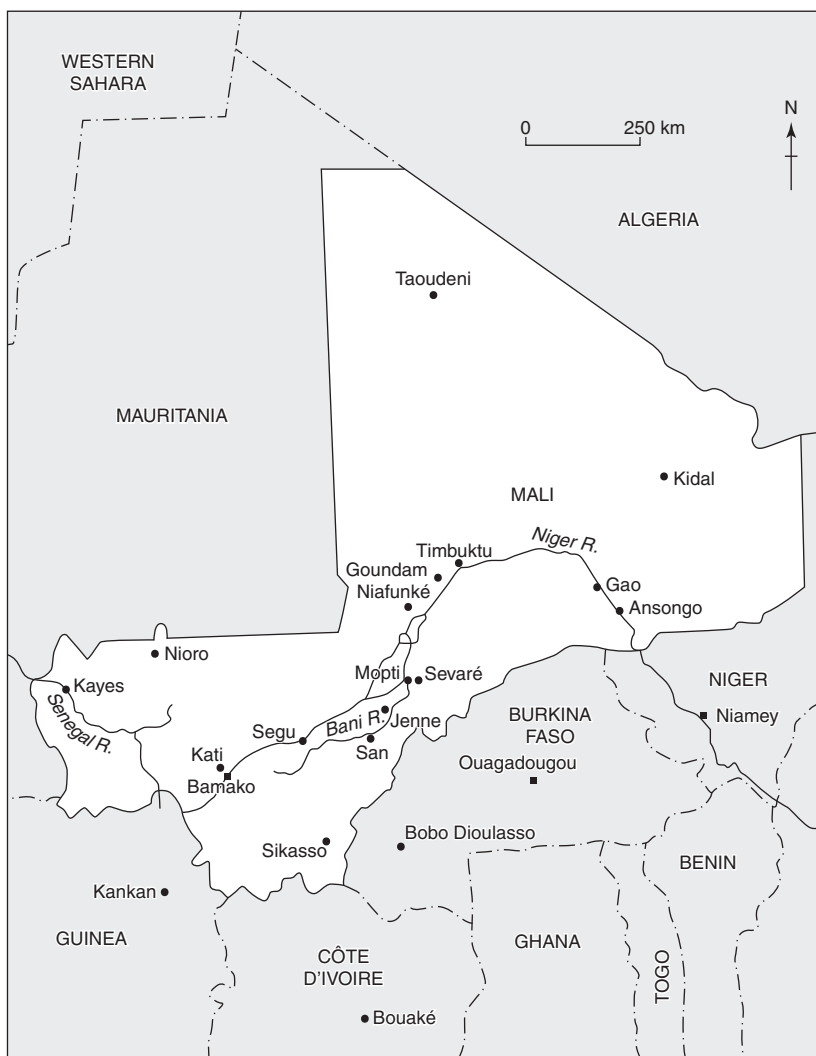 WESTERN
SAHARA
0 250 km
N
ALGERIA
Taoudeni
MAURITANIA
Kidal
MALI
Niger R.
Timbuktu
Goundam
Niafunké
Gao
Ansongo
Nioro
Kayes
Senegal R.
Mopti
Sevaré
NIGER
Niamey
Segu
Bani R.
Jenne
San
BURKINA
FASO
Kati
Bamako
Ouagadougou
Sikasso
Bobo Dioulasso
BENIN
Kankan
GUINEA
GHANA
CÔTE
D'IVOIRE
TOGO
Bouaké